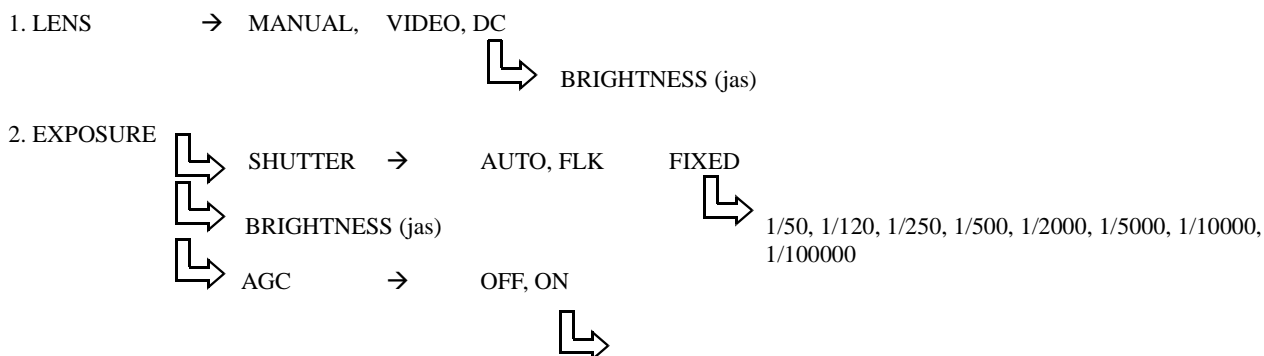 1. LENS → MANUAL, VIDEO, DC
BRIGHTNESS (jas)
2. EXPOSURE
SHUTTER → AUTO, FLK FIXED
1/50, 1/120, 1/250, 1/500, 1/2000, 1/5000, 1/10000,
1/100000
BRIGHTNESS (jas)
AGC → OFF, ON